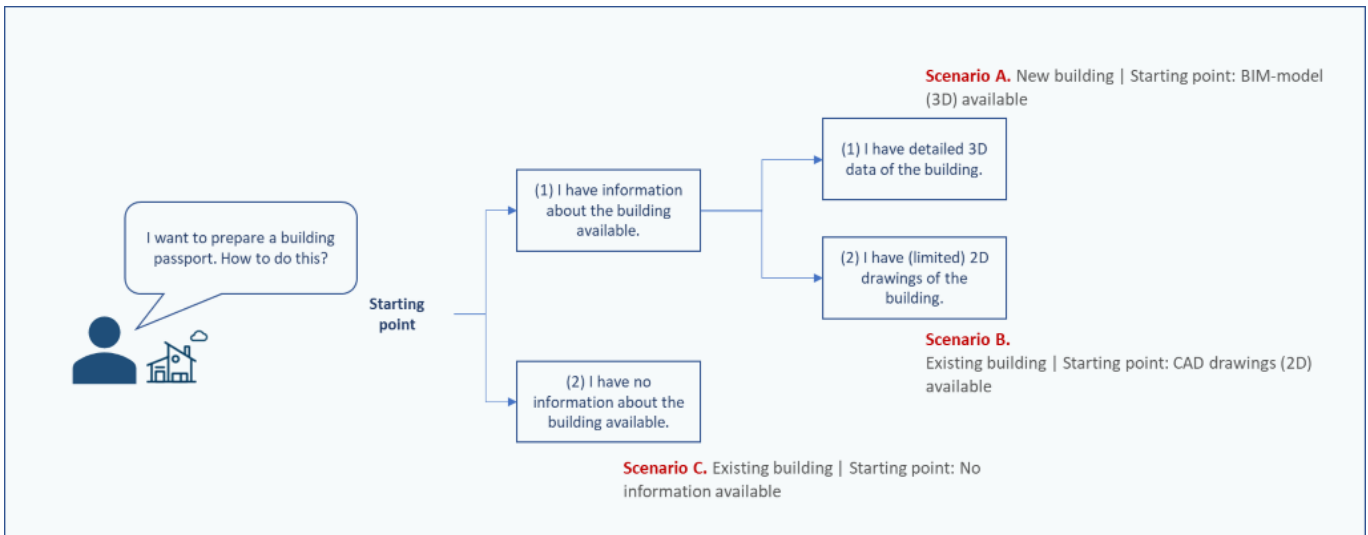 I want to prepare a building
passport. How to do this?
Starting
point
(1) I have information
about the building
available.
(2) I have no
information about the
building available.
Scenario C. Existing building | Starting point: No
information available
Scenario A. New building | Starting point: BIM-model
(3D) available
(1) I have detailed 3D
data of the building.
(2) I have (limited) 2D
drawings of the
building.
Scenario B.
Existing building | Starting point: CAD drawings (2D)
available